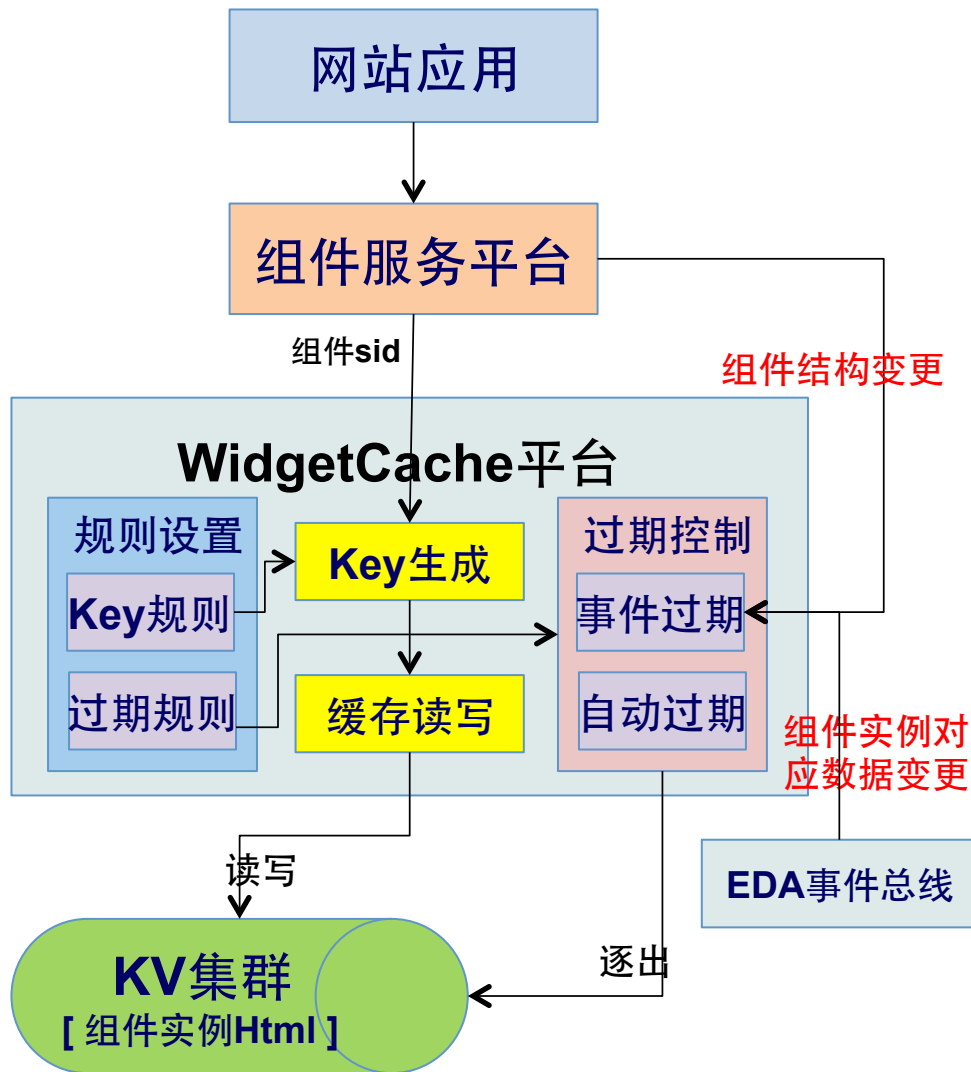 网站应用
组件服务平台
组件sid
组件结构变更
WidgetCache平台
规则设置
Key规则
过期规则
Key生成
缓存读写
过期控制
事件过期
自动过期
组件实例对
应数据变更
读写
EDA事件总线
逐出
KV集群
[ 组件实例Html ]